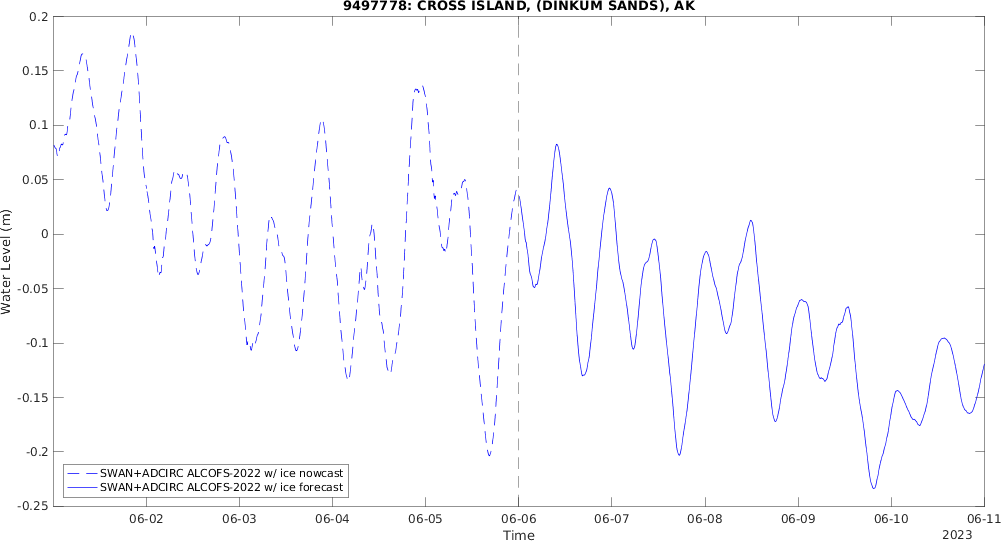 9497778: CROSS ISLAND, (DINKUM SANDS), AK
0.2
0.15
0.1
0.05
0
-0.05
-0.1
-0.15
-0.2
-0.25
Water Level (m)
SWAN+ADCIRC ALCOFS-2022 w/ ice nowcast
SWAN+ADCIRC ALCOFS-2022 w/ ice forecast
06-02 06-03 06-04 06-05 06-06 06-07 06-08 06-09 06-10 06-11
Time
2023